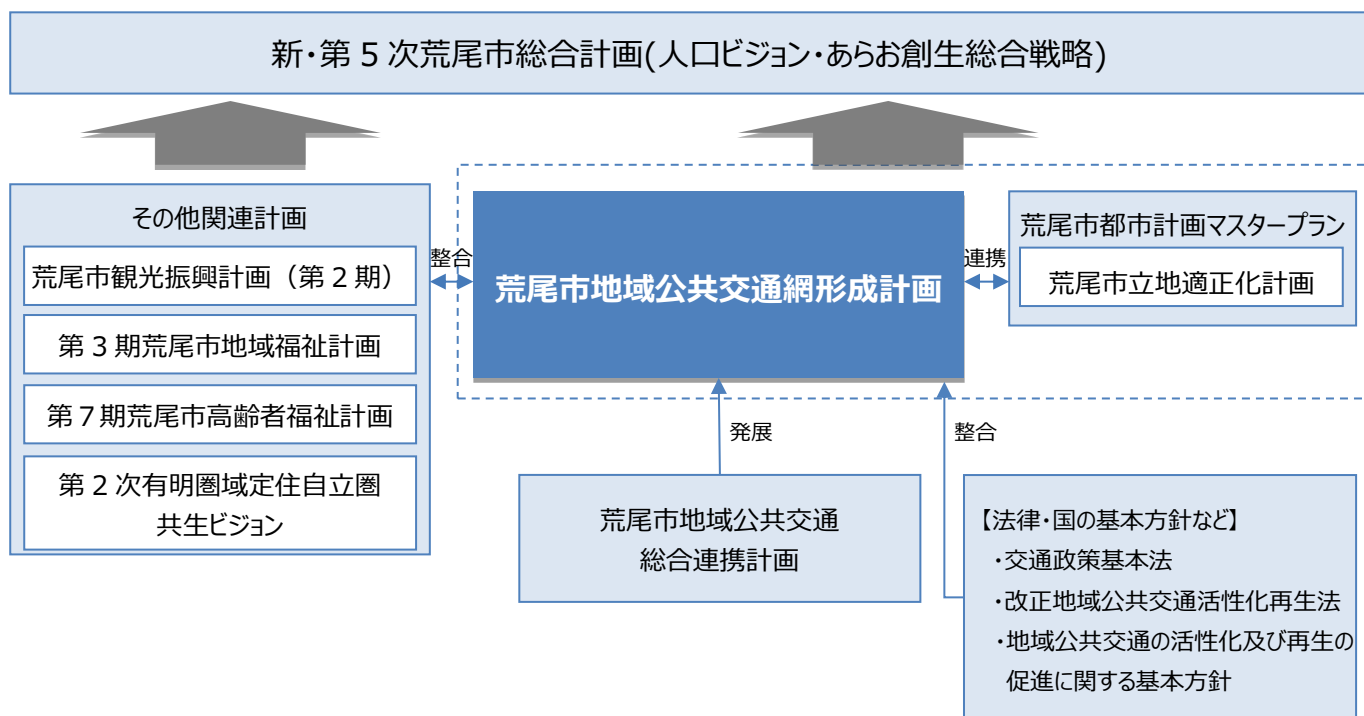 新・第5次荒尾市総合計画(人口ビジョン・あらお創生総合戦略)
その他関連計画
荒尾市観光振興計画（第2期）
第3期荒尾市地域福祉計画
第7期荒尾市高齢者福祉計画
第2次有明圏域定住自立圏
共生ビジョン
整合
荒尾市地域公共交通網形成計画
連携
荒尾市都市計画マスタープラン
荒尾市立地適正化計画
発展
整合
荒尾市地域公共交通
総合連携計画
【法律・国の基本方針など】
・交通政策基本法
・改正地域公共交通活性化再生法
・地域公共交通の活性化及び再生の
促進に関する基本方針